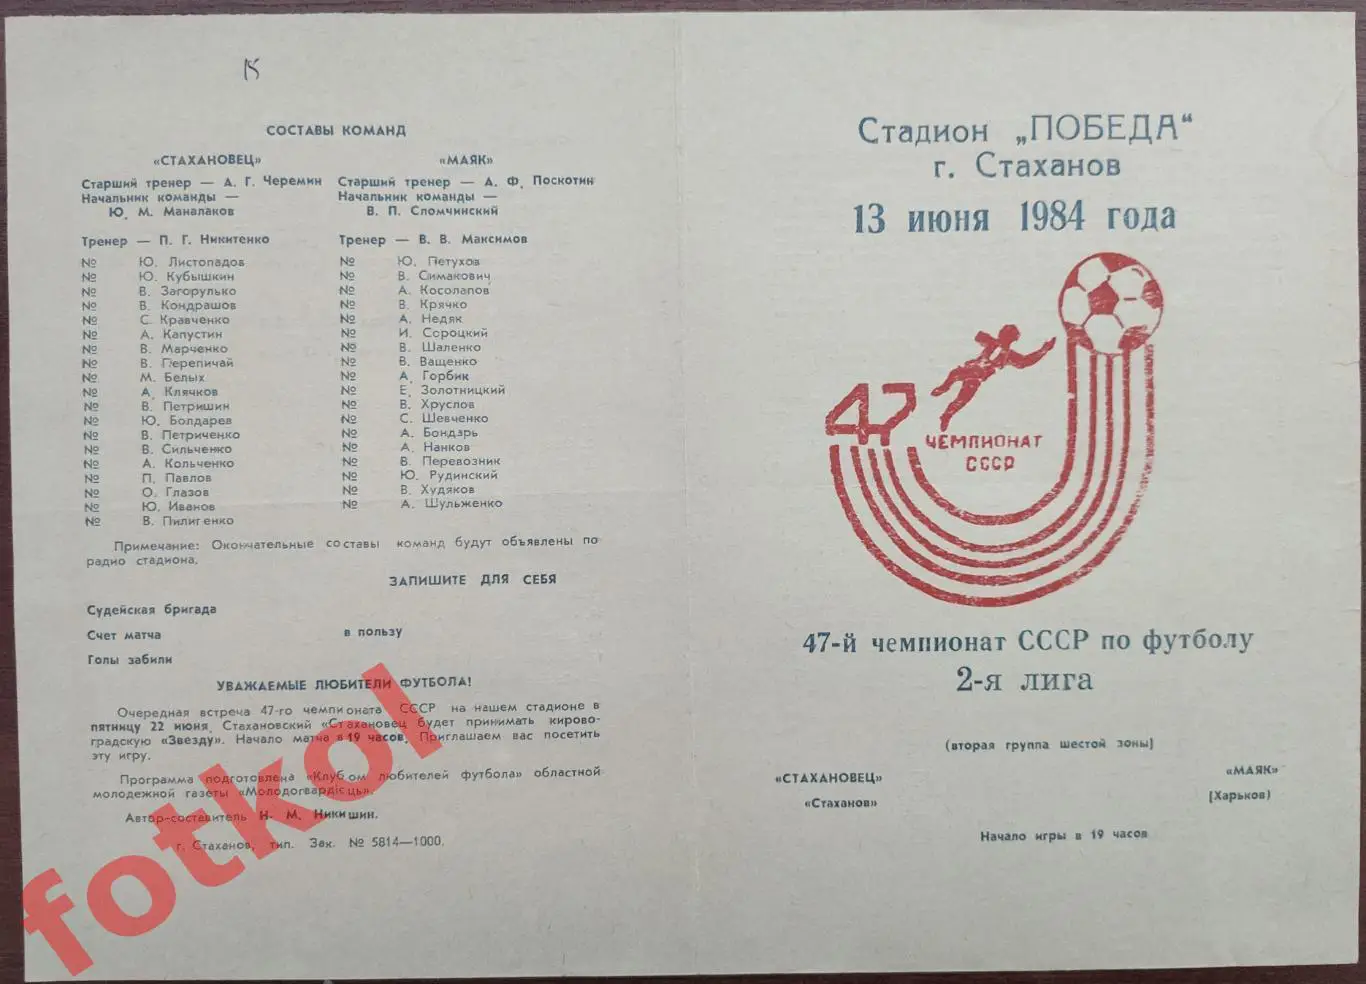 15
СОСТАВЫ КОМАНД
«СТАХАНОВЕЦ»
Старший тренер — А. Г. Черемин
Начальник команды —
Ю. М. Маналаков
Тренер — П. Г. Никитенко
№ Ю. Листопадов
№ Ю. Кубышкин
№ В. Загорулько
№ В. Кондрашов
№ С. Кравченко
№ А. Капустин
№ В. Марченко
№ В. Перепичай
№ М. Белых
№ А. Клячков
№ В. Петришин
№ Ю. Болдарев
№ В. Петриченко
№ В. Сильченко
№ А. Кольченко
№ П. Павлов
№ О. Глазов
№ Ю. Иванов
№ В. Пилигенко
«МАЯК»
Старший тренер — А. Ф. Поскотин
Начальник команды —
В. П. Спомчинский
Тренер — В. В. Максимов
№ Ю. Петухов
№ В. Симакович
№ А. Косолапов
№ В. Крячко
№ А. Недяк
№ И. Сороцкий
№ В. Шаленко
№ В. Ващенко
№ А. Горбик
№ Е. Золотницкий
№ В. Хруслов
№ С. Шевченко
№ А. Бондарь
№ А. Нанков
№ В. Перевозник
№ Ю. Рудинский
№ В. Худяков
№ А. Шульженко
Примечание: Окончательные составы команд будут объявлены по
радио стадиона.
ЗАПИШИТЕ ДЛЯ СЕБЯ
Судейская бригада
Счет матча в пользу
Голы забили
УВАЖАЕМЫЕ ЛЮБИТЕЛИ ФУТБОЛА!
Очередная встреча 47-го чемпионата СССР на нашем стадионе в
пятницу 22 июня. Стахановский «Стахановец будет принимать кирово-
градскую «Звезду». Начало матча в 19 часов. Приглашаем вас посетить
эту игру.
Программа подготовлена «Клубом любителей футбола» областной
молодежной газеты «Молодогвардієць».
Автор-составитель Н. М. Никишин.
г. Стаханов, тип. Зак. № 5814—1000.
Стадион „ПОБЕДА“
г. Стаханов
13 июня 1984 года
47
ЧЕМПИОНАТ
СССР
47-й чемпионат СССР по футболу
2-я лига
(вторая группа шестой зоны)
«СТАХАНОВЕЦ» «МАЯК»
«Стаханов» (Харьков)
Начало игры в 19 часов
fotkol